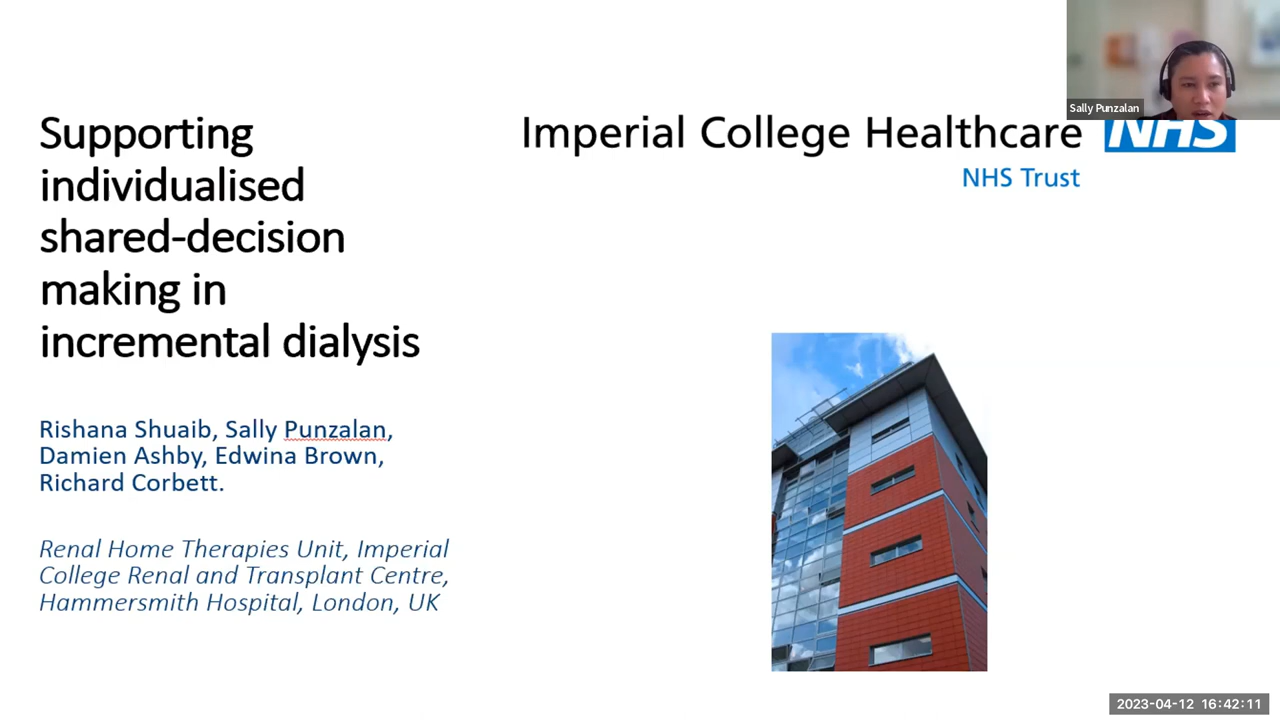 Supporting
individualised
shared-decision
making in
incremental dialysis
Rishana Shuaib, Sally Punzalan,
Damien Ashby, Edwina Brown,
Richard Corbett.
Renal Home Therapies Unit, Imperial
College Renal and Transplant Centre,
Hammersmith Hospital, London, UK
Imperial College Healthcare NHS
NHS Trust
Sally Punzalan
2023-04-12 16:42:11